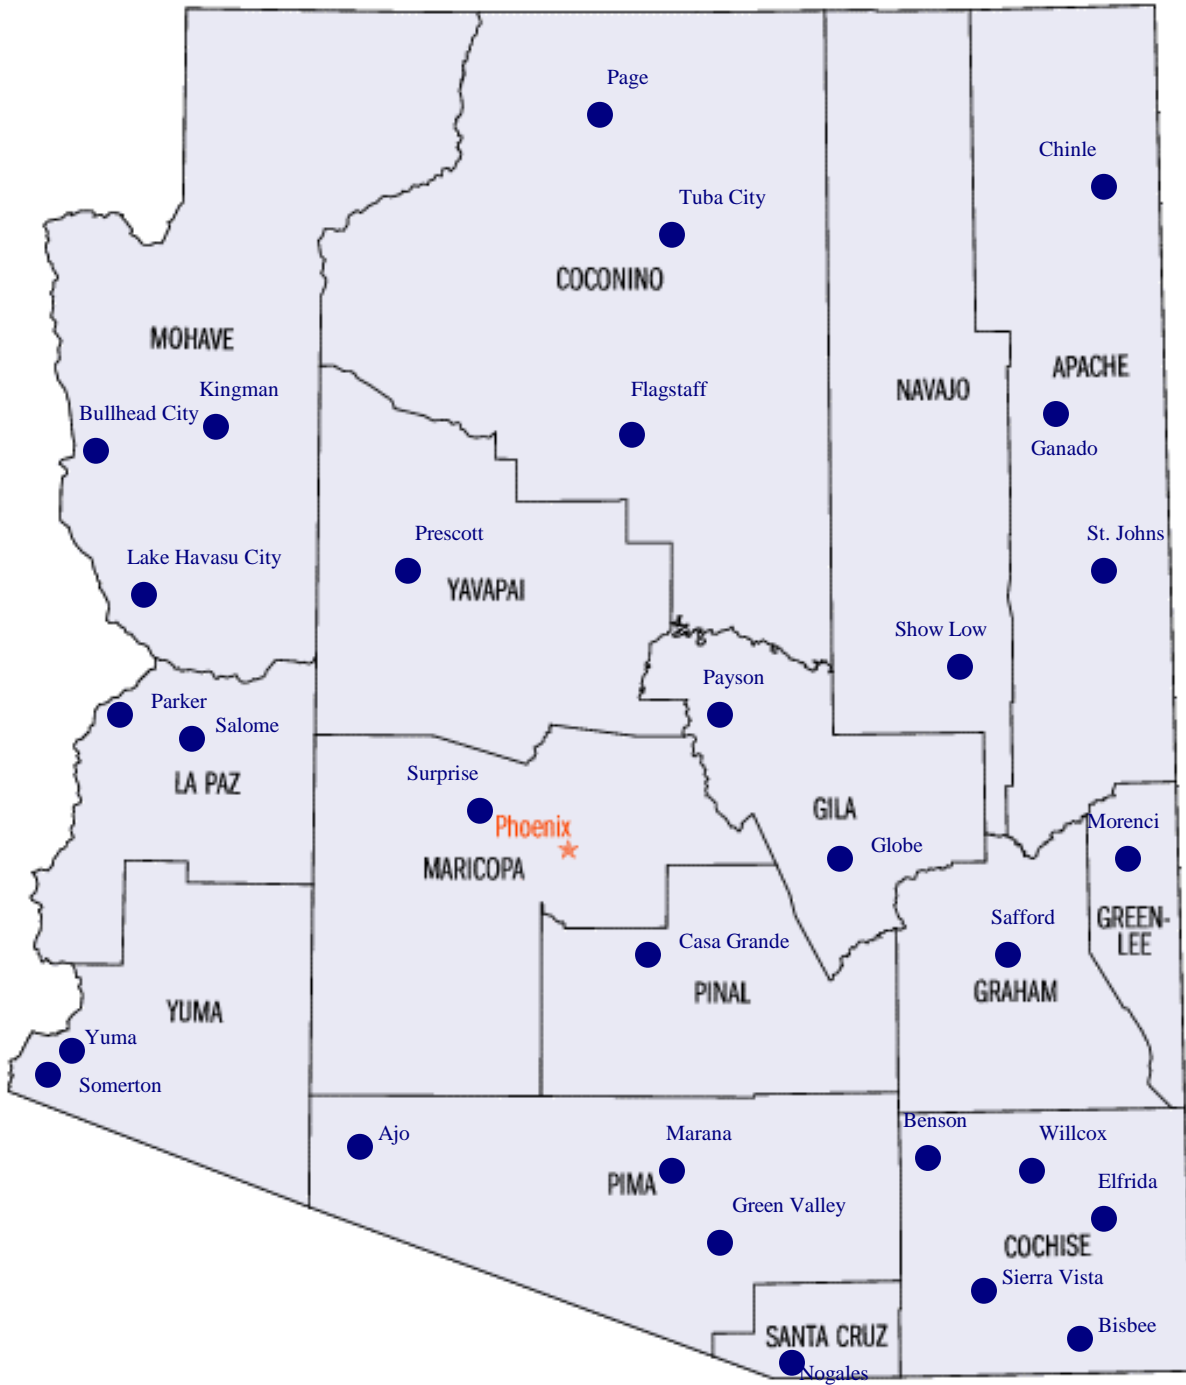 Page
Chinle
Tuba City
COCONINO
MOHAVE
APACHE
Kingman
NAVAJO
Flagstaff
Bullhead City
Ganado
Prescott
St. Johns
Lake Havasu City
YAVAPAI
Show Low
Payson
Parker
Salome
Surprise
LA PAZ
GILA
Phoenix
Morenci
Globe
MARICOPA
Safford
GREEN-
LEE
Casa Grande
PINAL
GRAHAM
YUMA
Yuma
Somerton
Benson
Ajo
Marana
Willcox
PIMA
Elfrida
Green Valley
COCHISE
Sierra Vista
SANTA CRUZ
Bisbee
Nogales